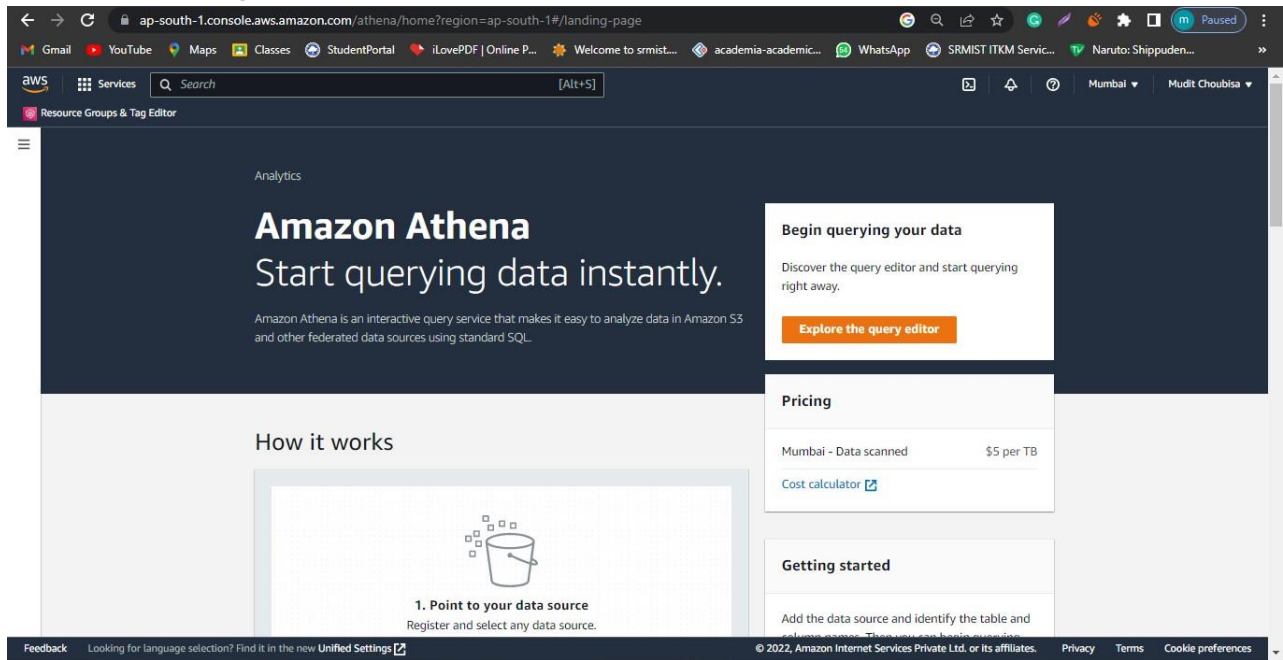 ap-south-1.console.aws.amazon.com/athena/home?region=ap-south-1#/landing-page
m Paused
Gmail YouTube Maps Classes StudentPortal iLovePDF | Online P... Welcome to srmist.... academia-academic... WhatsApp SRMIST ITKM Servic... Naruto: Shippuden... »
aws Services Search [Alt+S] Mumbai Mudit Choubisa
Resource Groups & Tag Editor
Analytics
Amazon Athena
Start querying data instantly.
Amazon Athena is an interactive query service that makes it easy to analyze data in Amazon S3
and other federated data sources using standard SQL.
Begin querying your data
Discover the query editor and start querying
right away.
Explore the query editor
Pricing
Mumbai - Data scanned $5 per TB
Cost calculator
How it works
1. Point to your data source
Register and select any data source.
Getting started
Add the data source and identify the table and
column names. Then you can begin querying
Feedback Looking for language selection? Find it in the new Unified Settings © 2022, Amazon Internet Services Private Ltd. or its affiliates. Privacy Terms Cookie preferences